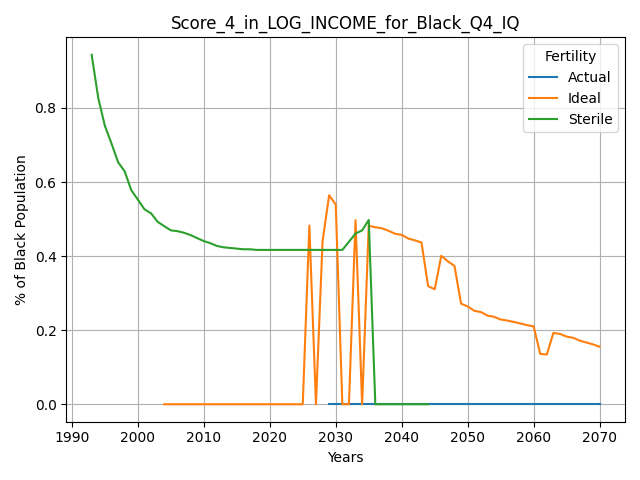 Score_4_in_LOG_INCOME_for_Black_Q4_IQ
Fertility
Actual
Ideal
Sterile
% of Black Population
0.8
0.6
0.4
0.2
0.0
1990 2000 2010 2020 2030 2040 2050 2060 2070
Years